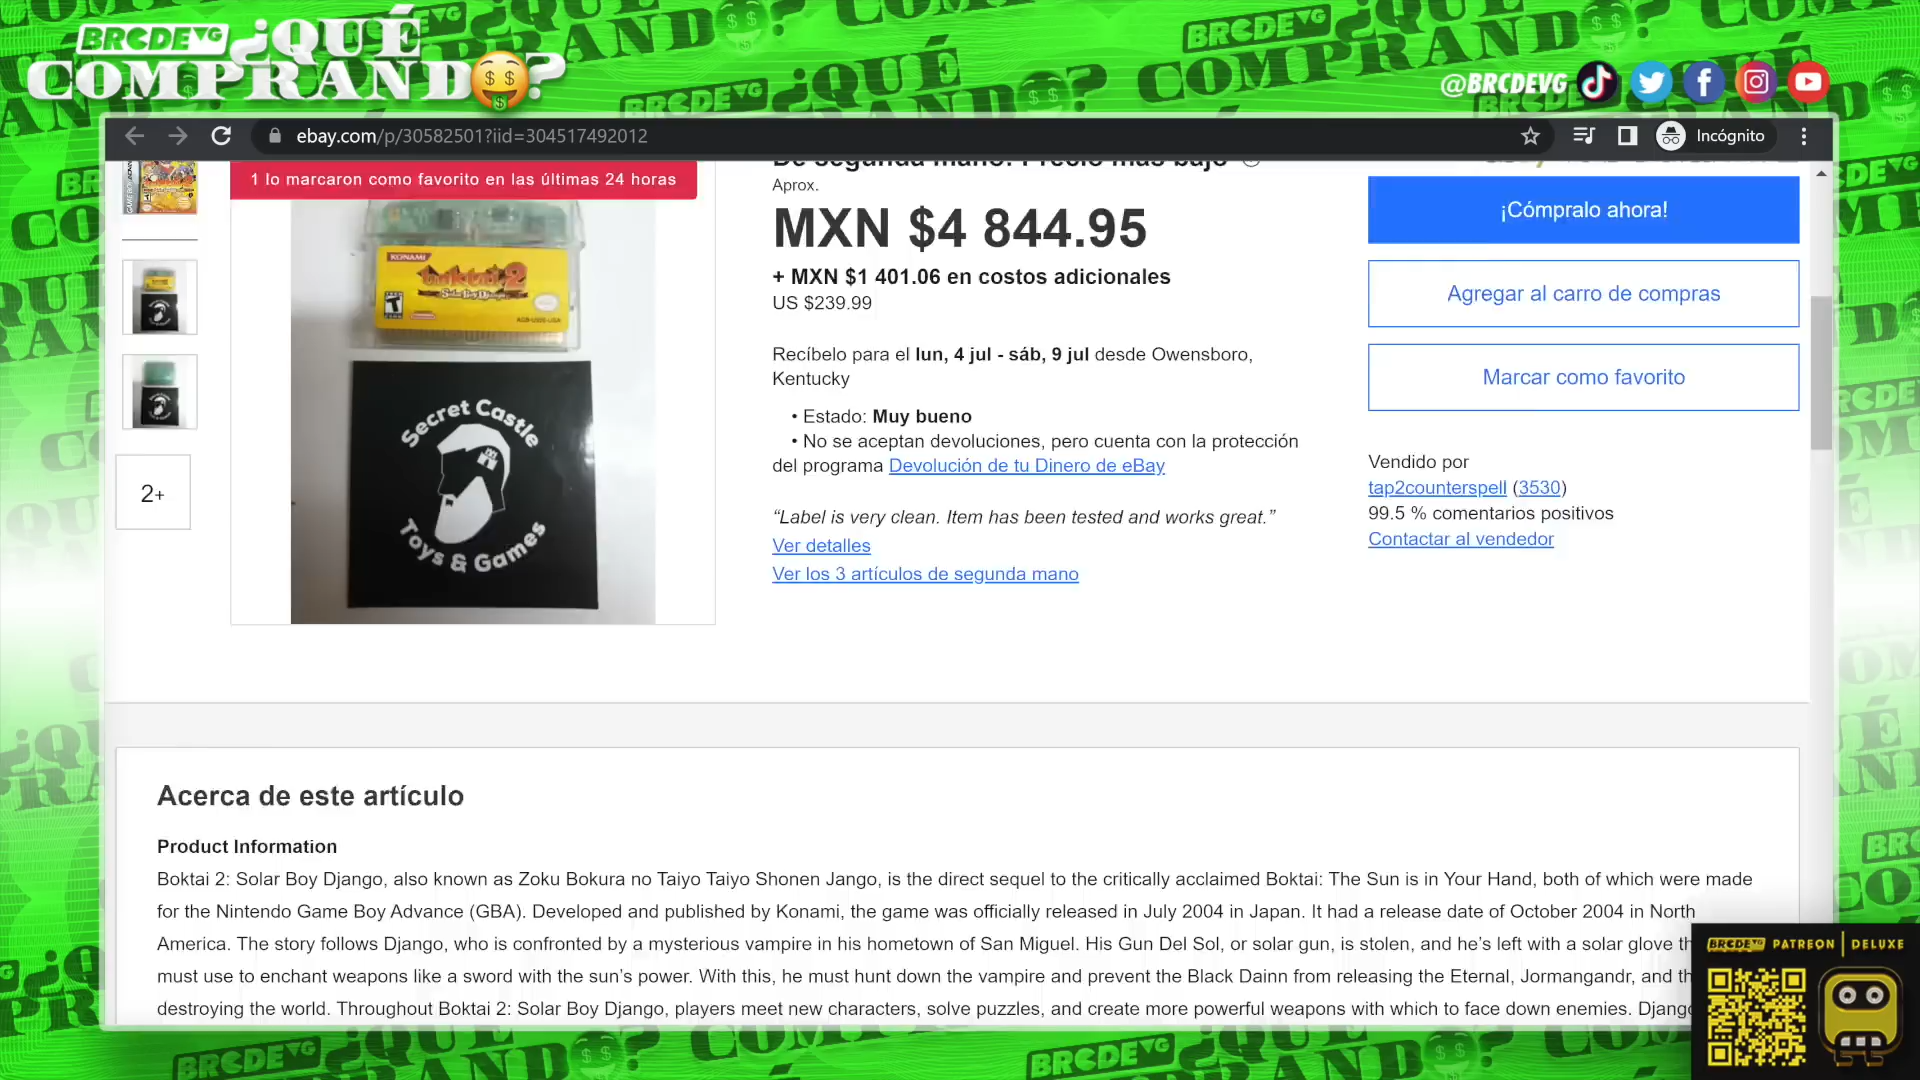 BRCDEVG ¿QUÉ
COMPRANDO?
@BRCDEVG
ebay.com/p/30582501?iid=304517492012
Incógnito
1 lo marcaron como favorito en las últimas 24 horas
De segunda mano: Precio más bajo
Aprox.
MXN $4 844.95
+ MXN $1 401.06 en costos adicionales
US $239.99
Recíbelo para el lun, 4 jul - sáb, 9 jul desde Owensboro,
Kentucky
• Estado: Muy bueno
• No se aceptan devoluciones, pero cuenta con la protección
del programa Devolución de tu Dinero de eBay
“Label is very clean. Item has been tested and works great.”
Ver detalles
Ver los 3 artículos de segunda mano
¡Cómpralo ahora!
Agregar al carro de compras
Marcar como favorito
Vendido por
tap2counterspell (3530)
99.5 % comentarios positivos
Contactar al vendedor
2+
KONAMI
boktai 2
Solar Boy Django
Secret Castle
Toys & Games
Acerca de este artículo
Product Information
Boktai 2: Solar Boy Django, also known as Zoku Bokura no Taiyo Taiyo Shonen Jango, is the direct sequel to the critically acclaimed Boktai: The Sun is in Your Hand, both of which were made
for the Nintendo Game Boy Advance (GBA). Developed and published by Konami, the game was officially released in July 2004 in Japan. It had a release date of October 2004 in North
America. The story follows Django, who is confronted by a mysterious vampire in his hometown of San Miguel. His Gun Del Sol, or solar gun, is stolen, and he’s left with a solar glove th
must use to enchant weapons like a sword with the sun’s power. With this, he must hunt down the vampire and prevent the Black Dainn from releasing the Eternal, Jormangandr, and th
destroying the world. Throughout Boktai 2: Solar Boy Django, players meet new characters, solve puzzles, and create more powerful weapons with which to face down enemies. Django
BRCDEVG PATREON | DELUXE